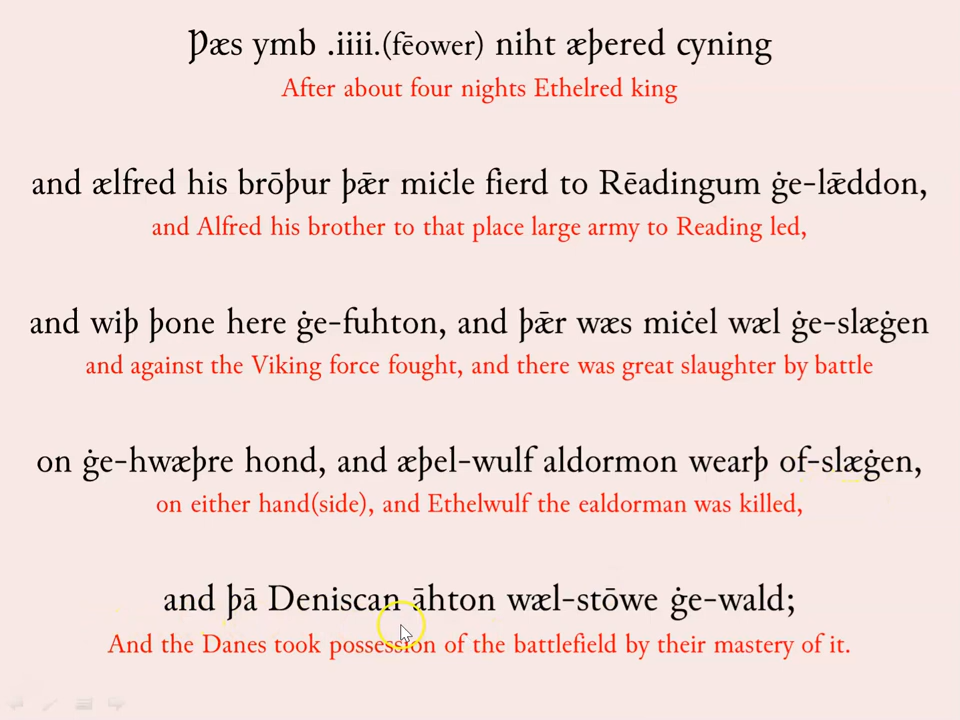 Þæs ymb .iiii.(fēower) niht æþered cyning
After about four nights Ethelred king
and ælfred his brōþur þǣr miċle fierd to Rēadingum ġe-lǣddon,
and Alfred his brother to that place large army to Reading led,
and wiþ þone here ġe-fuhton, and þǣr wæs miċel wæl ġe-slæġen
and against the Viking force fought, and there was great slaughter by battle
on ġe-hwæþre hond, and æþel-wulf aldormon wearþ of-slæġen,
on either hand(side), and Ethelwulf the ealdorman was killed,
and þā Deniscan āhton wæl-stōwe ġe-wald;
And the Danes took possession of the battlefield by their mastery of it.